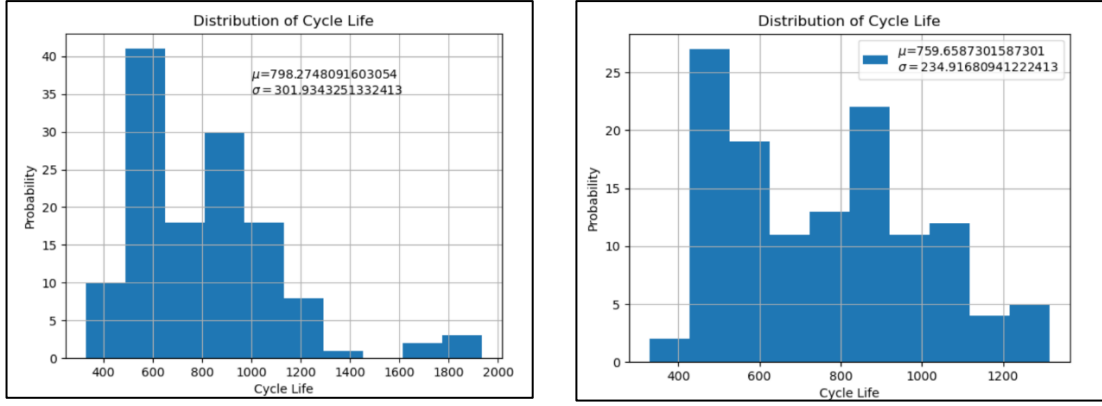 Distribution of Cycle Life
40
35
30
25
20
15
10
5
0
Probability
μ=798.2748091603054
σ = 301.9343251332413
400 600 800 1000 1200 1400 1600 1800 2000
Cycle Life
Distribution of Cycle Life
25
20
15
10
5
0
Probability
μ=759.6587301587301
σ = 234.91680941222413
400 600 800 1000 1200
Cycle Life